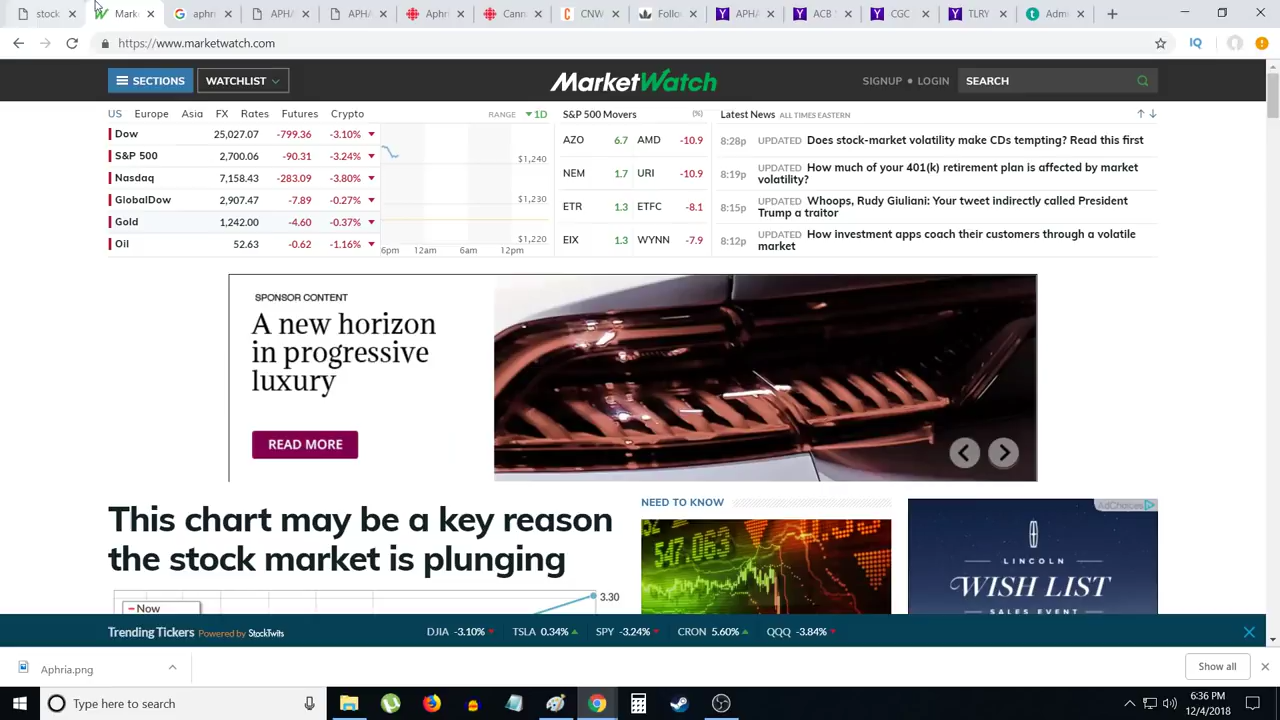 stock
Mark
aphr
APHA
APHA
Aphri
Cann
CNW
Follo
APHA
ACB
CGC
TLRY
Adm
https://www.marketwatch.com
IQ
SECTIONS
WATCHLIST
MarketWatch
SIGNUP • LOGIN
SEARCH
US Europe Asia FX Rates Futures Crypto
RANGE 1D
S&P 500 Movers (%)
Latest News ALL TIMES EASTERN
Dow 25,027.07 -799.36 -3.10%
S&P 500 2,700.06 -90.31 -3.24%
Nasdaq 7,158.43 -283.09 -3.80%
GlobalDow 2,907.47 -7.89 -0.27%
Gold 1,242.00 -4.60 -0.37%
Oil 52.63 -0.62 -1.16%
$1,240
$1,230
$1,220
6pm 12am 6am 12pm
AZO 6.7 AMD -10.9
NEM 1.7 URI -10.9
ETR 1.3 ETFC -8.1
EIX 1.3 WYNN -7.9
8:28p UPDATED Does stock-market volatility make CDs tempting? Read this first
8:19p UPDATED How much of your 401(k) retirement plan is affected by market
volatility?
8:15p UPDATED Whoops, Rudy Giuliani: Your tweet indirectly called President
Trump a traitor
8:12p UPDATED How investment apps coach their customers through a volatile
market
SPONSOR CONTENT
A new horizon
in progressive
luxury
READ MORE
This chart may be a key reason
the stock market is plunging
Now
3.30
NEED TO KNOW
547.063
AdChoices
LINCOLN
WISH LIST
SALES EVENT
Trending Tickers Powered by StockTwits
DJIA -3.10% TSLA 0.34% SPY -3.24% CRON 5.60% QQQ -3.84%
Aphria.png
Show all
Type here to search
6:36 PM
12/4/2018